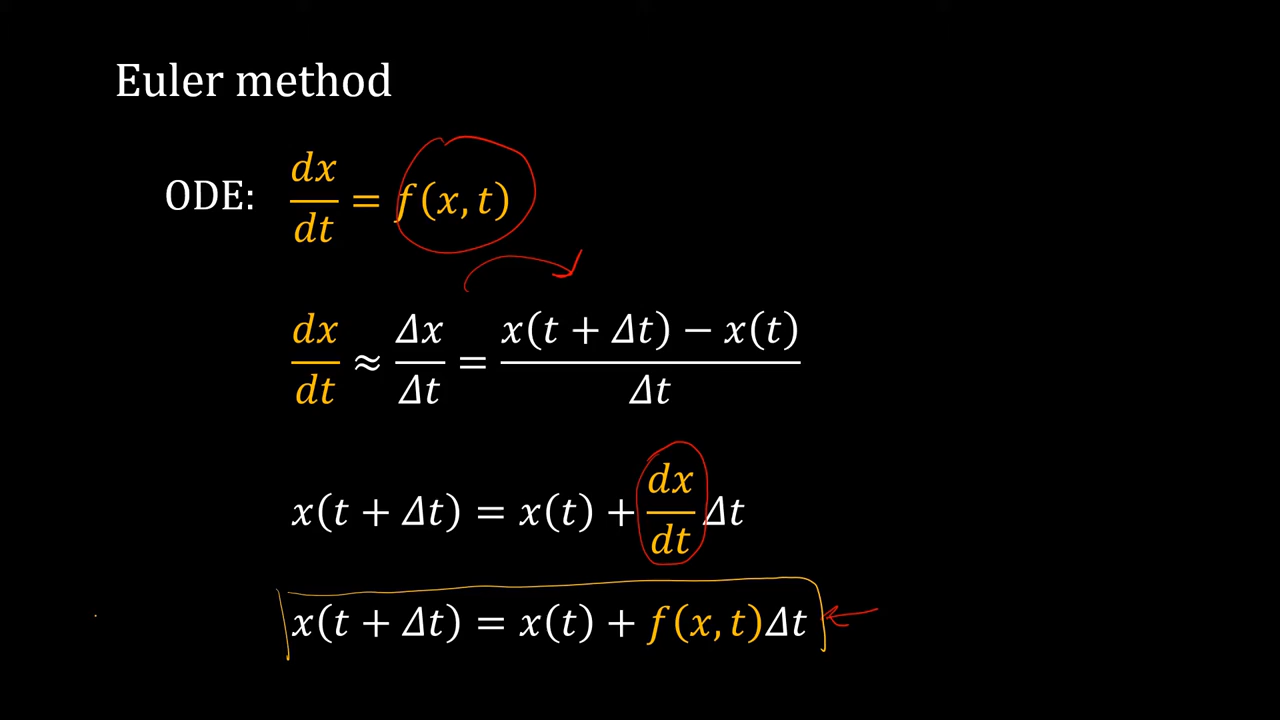 Euler method
ODE: dx/dt = f(x, t)
dx/dt ≈ Δx/Δt = x(t + Δt) − x(t)/Δt
x(t + Δt) = x(t) + dx/dt Δt
x(t + Δt) = x(t) + f(x, t)Δt